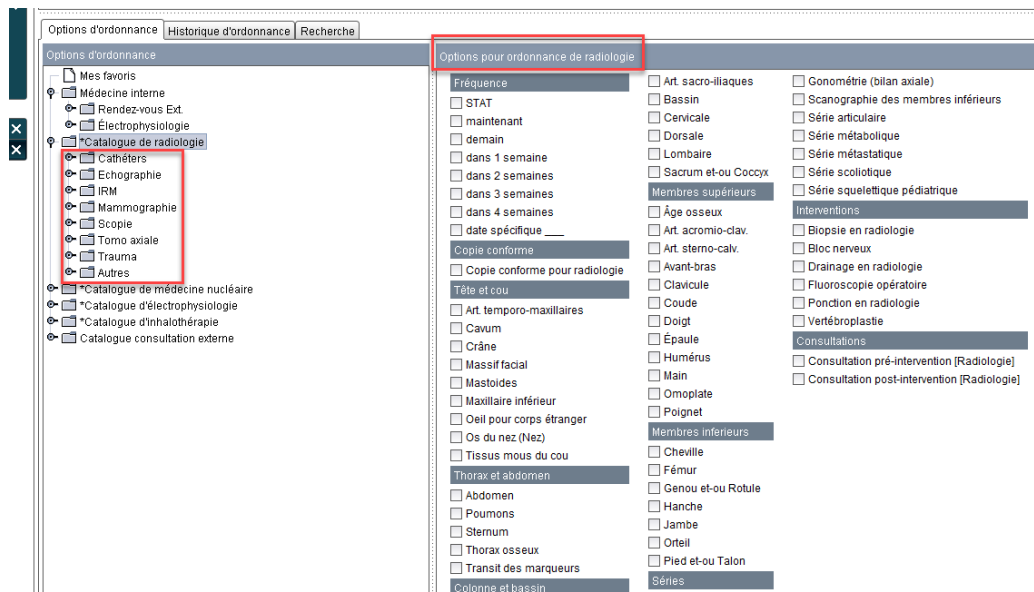 Options d'ordonnance
Historique d'ordonnance
Recherche
Options d'ordonnance
Mes favoris
Médecine interne
Rendez-vous Ext.
Électrophysiologie
*Catalogue de radiologie
Cathéters
Echographie
IRM
Mammographie
Scopie
Tomo axiale
Trauma
Autres
*Catalogue de médecine nucléaire
*Catalogue d'électrophysiologie
*Catalogue d'inhalothérapie
Catalogue consultation externe
Options pour ordonnance de radiologie
Fréquence
STAT
maintenant
demain
dans 1 semaine
dans 2 semaines
dans 3 semaines
dans 4 semaines
date spécifique ___
Copie conforme
Copie conforme pour radiologie
Tête et cou
Art. temporo-maxillaires
Cavum
Crâne
Massif facial
Mastoides
Maxillaire inférieur
Oeil pour corps étranger
Os du nez (Nez)
Tissus mous du cou
Thorax et abdomen
Abdomen
Poumons
Sternum
Thorax osseux
Transit des marqueurs
Colonne et bassin
Art. sacro-iliaques
Bassin
Cervicale
Dorsale
Lombaire
Sacrum et-ou Coccyx
Membres supérieurs
Âge osseux
Art. acromio-clav.
Art. sterno-calv.
Avant-bras
Clavicule
Coude
Doigt
Épaule
Humérus
Main
Omoplate
Poignet
Membres inferieurs
Cheville
Fémur
Genou et-ou Rotule
Hanche
Jambe
Orteil
Pied et-ou Talon
Séries
Gonométrie (bilan axiale)
Scanographie des membres inférieurs
Série articulaire
Série métabolique
Série métastatique
Série scoliotique
Série squelettique pédiatrique
Interventions
Biopsie en radiologie
Bloc nerveux
Drainage en radiologie
Fluoroscopie opératoire
Ponction en radiologie
Vertébroplastie
Consultations
Consultation pré-intervention [Radiologie]
Consultation post-intervention [Radiologie]